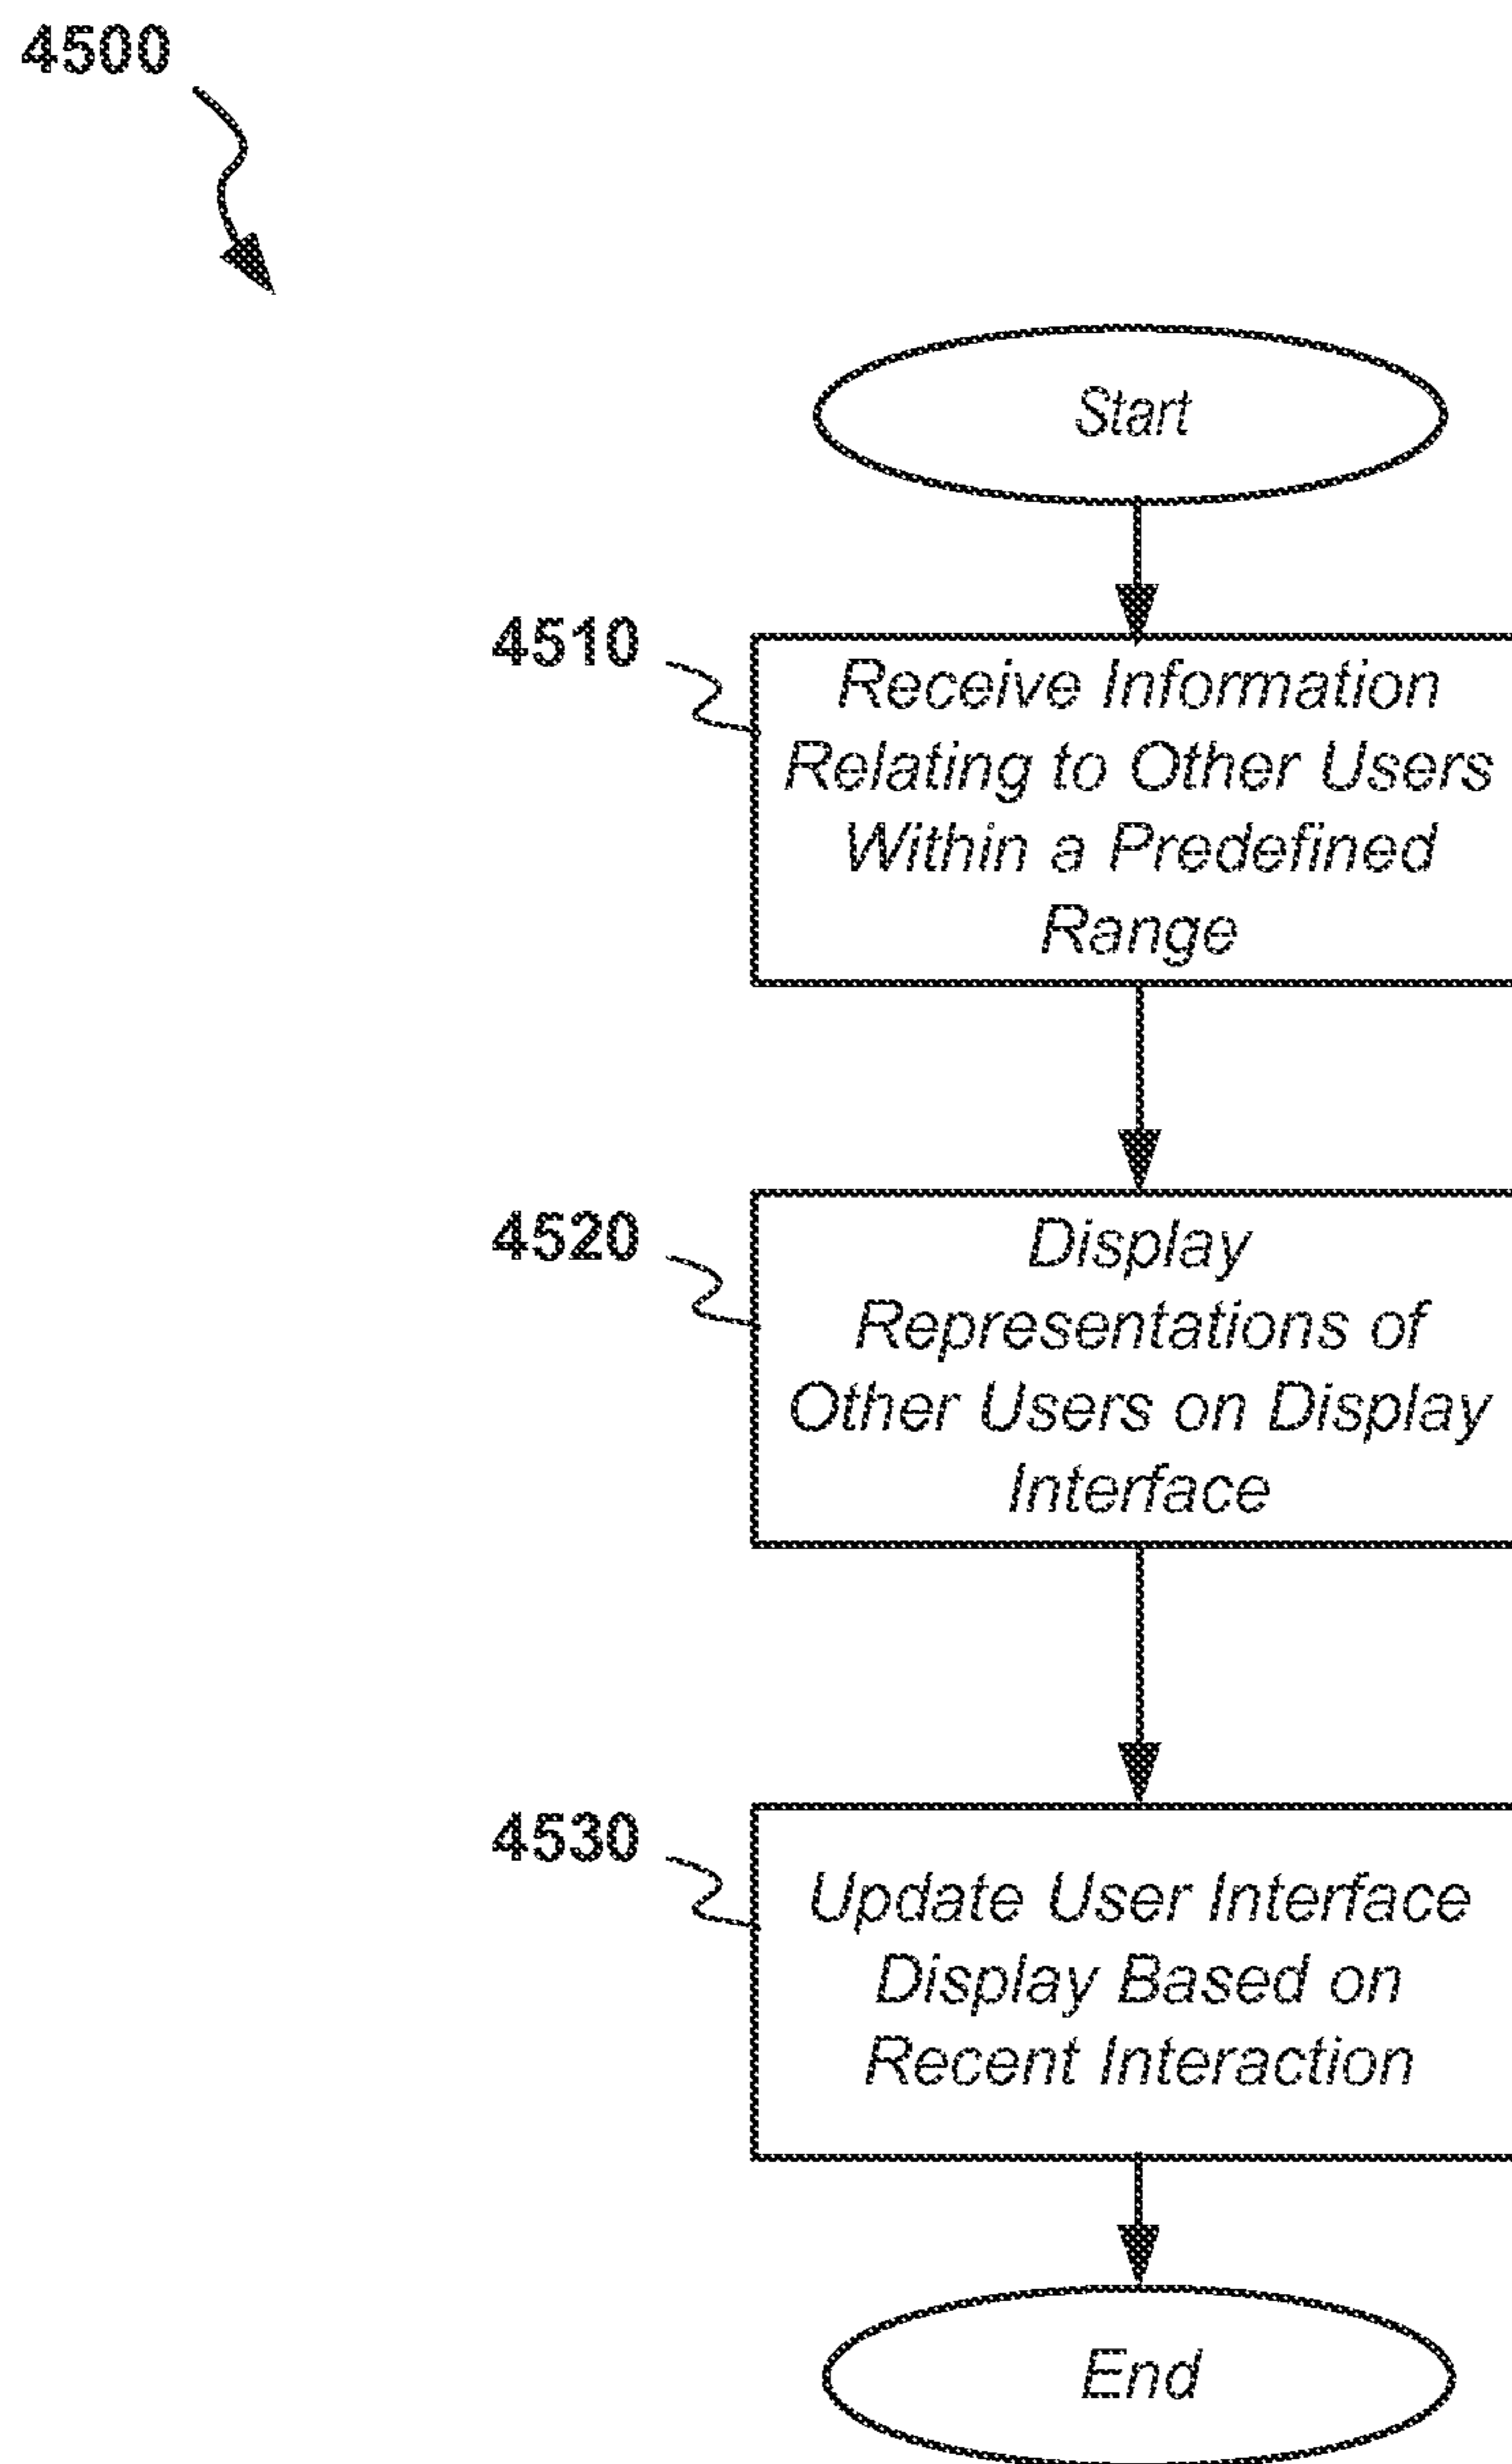 4500
Start
4510
Receive Information
Relating to Other Users
Within a Predefined
Range
4520
Display
Representations of
Other Users on Display
Interface
4530
Update User Interface
Display Based on
Recent Interaction
End